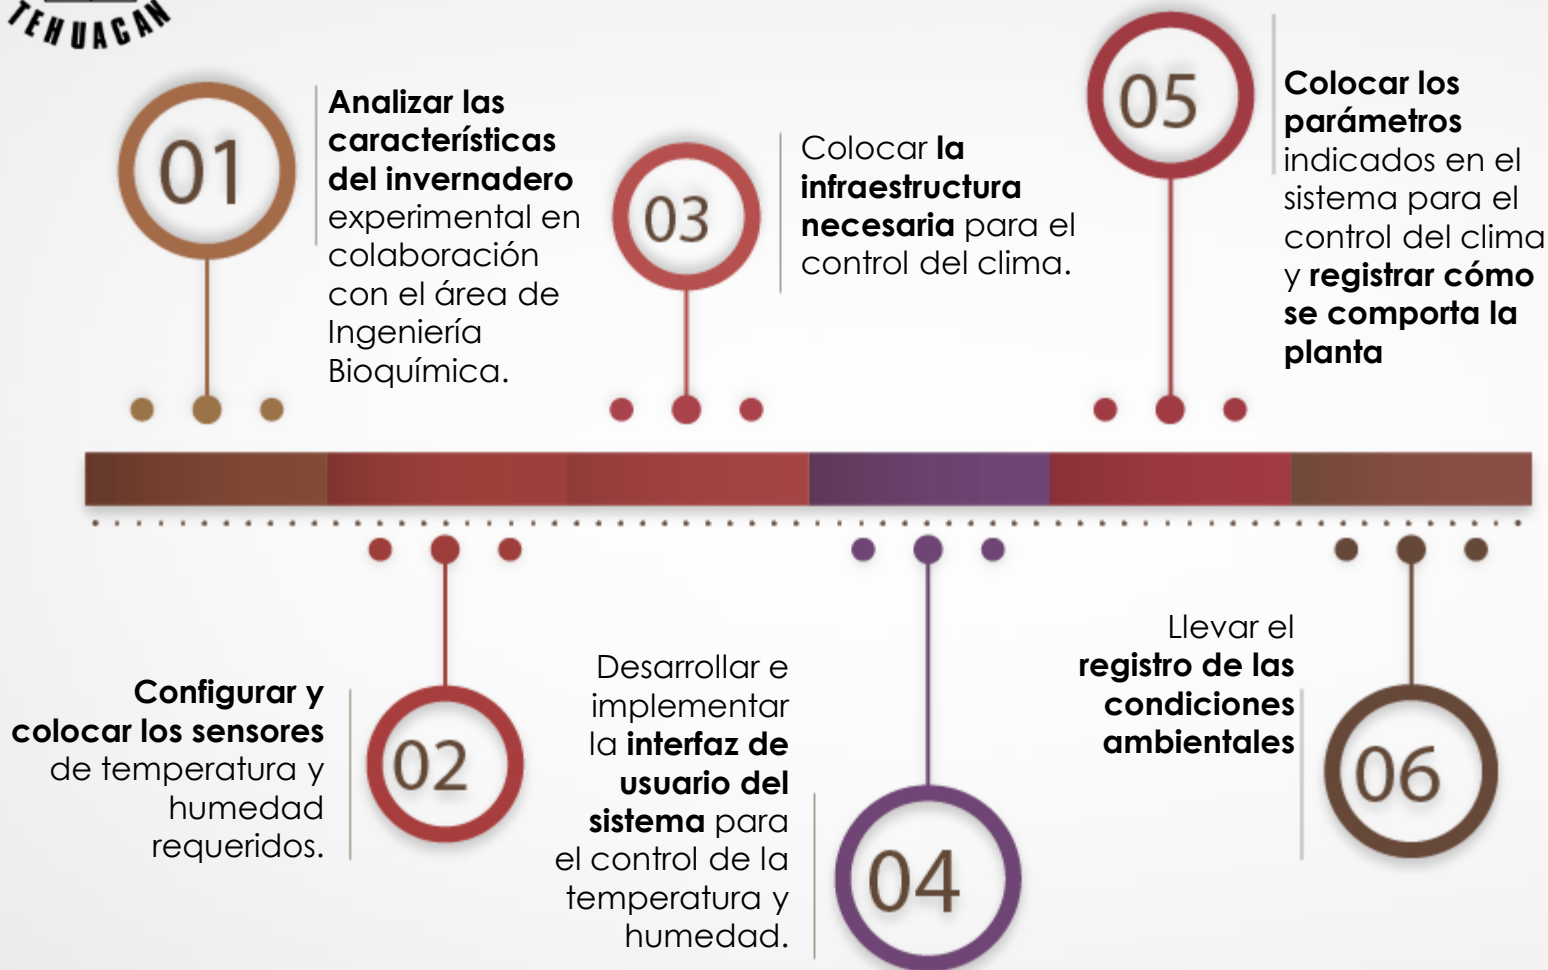 TEHUACAN
01
Analizar las
características
del invernadero
experimental en
colaboración
con el área de
Ingeniería
Bioquímica.
03
Colocar la
infraestructura
necesaria para el
control del clima.
05
Colocar los
parámetros
indicados en el
sistema para el
control del clima
y registrar cómo
se comporta la
planta
Configurar y
colocar los sensores
de temperatura y
humedad
requeridos.
02
Desarrollar e
implementar
la interfaz de
usuario del
sistema para
el control de la
temperatura y
humedad.
04
Llevar el
registro de las
condiciones
ambientales
06